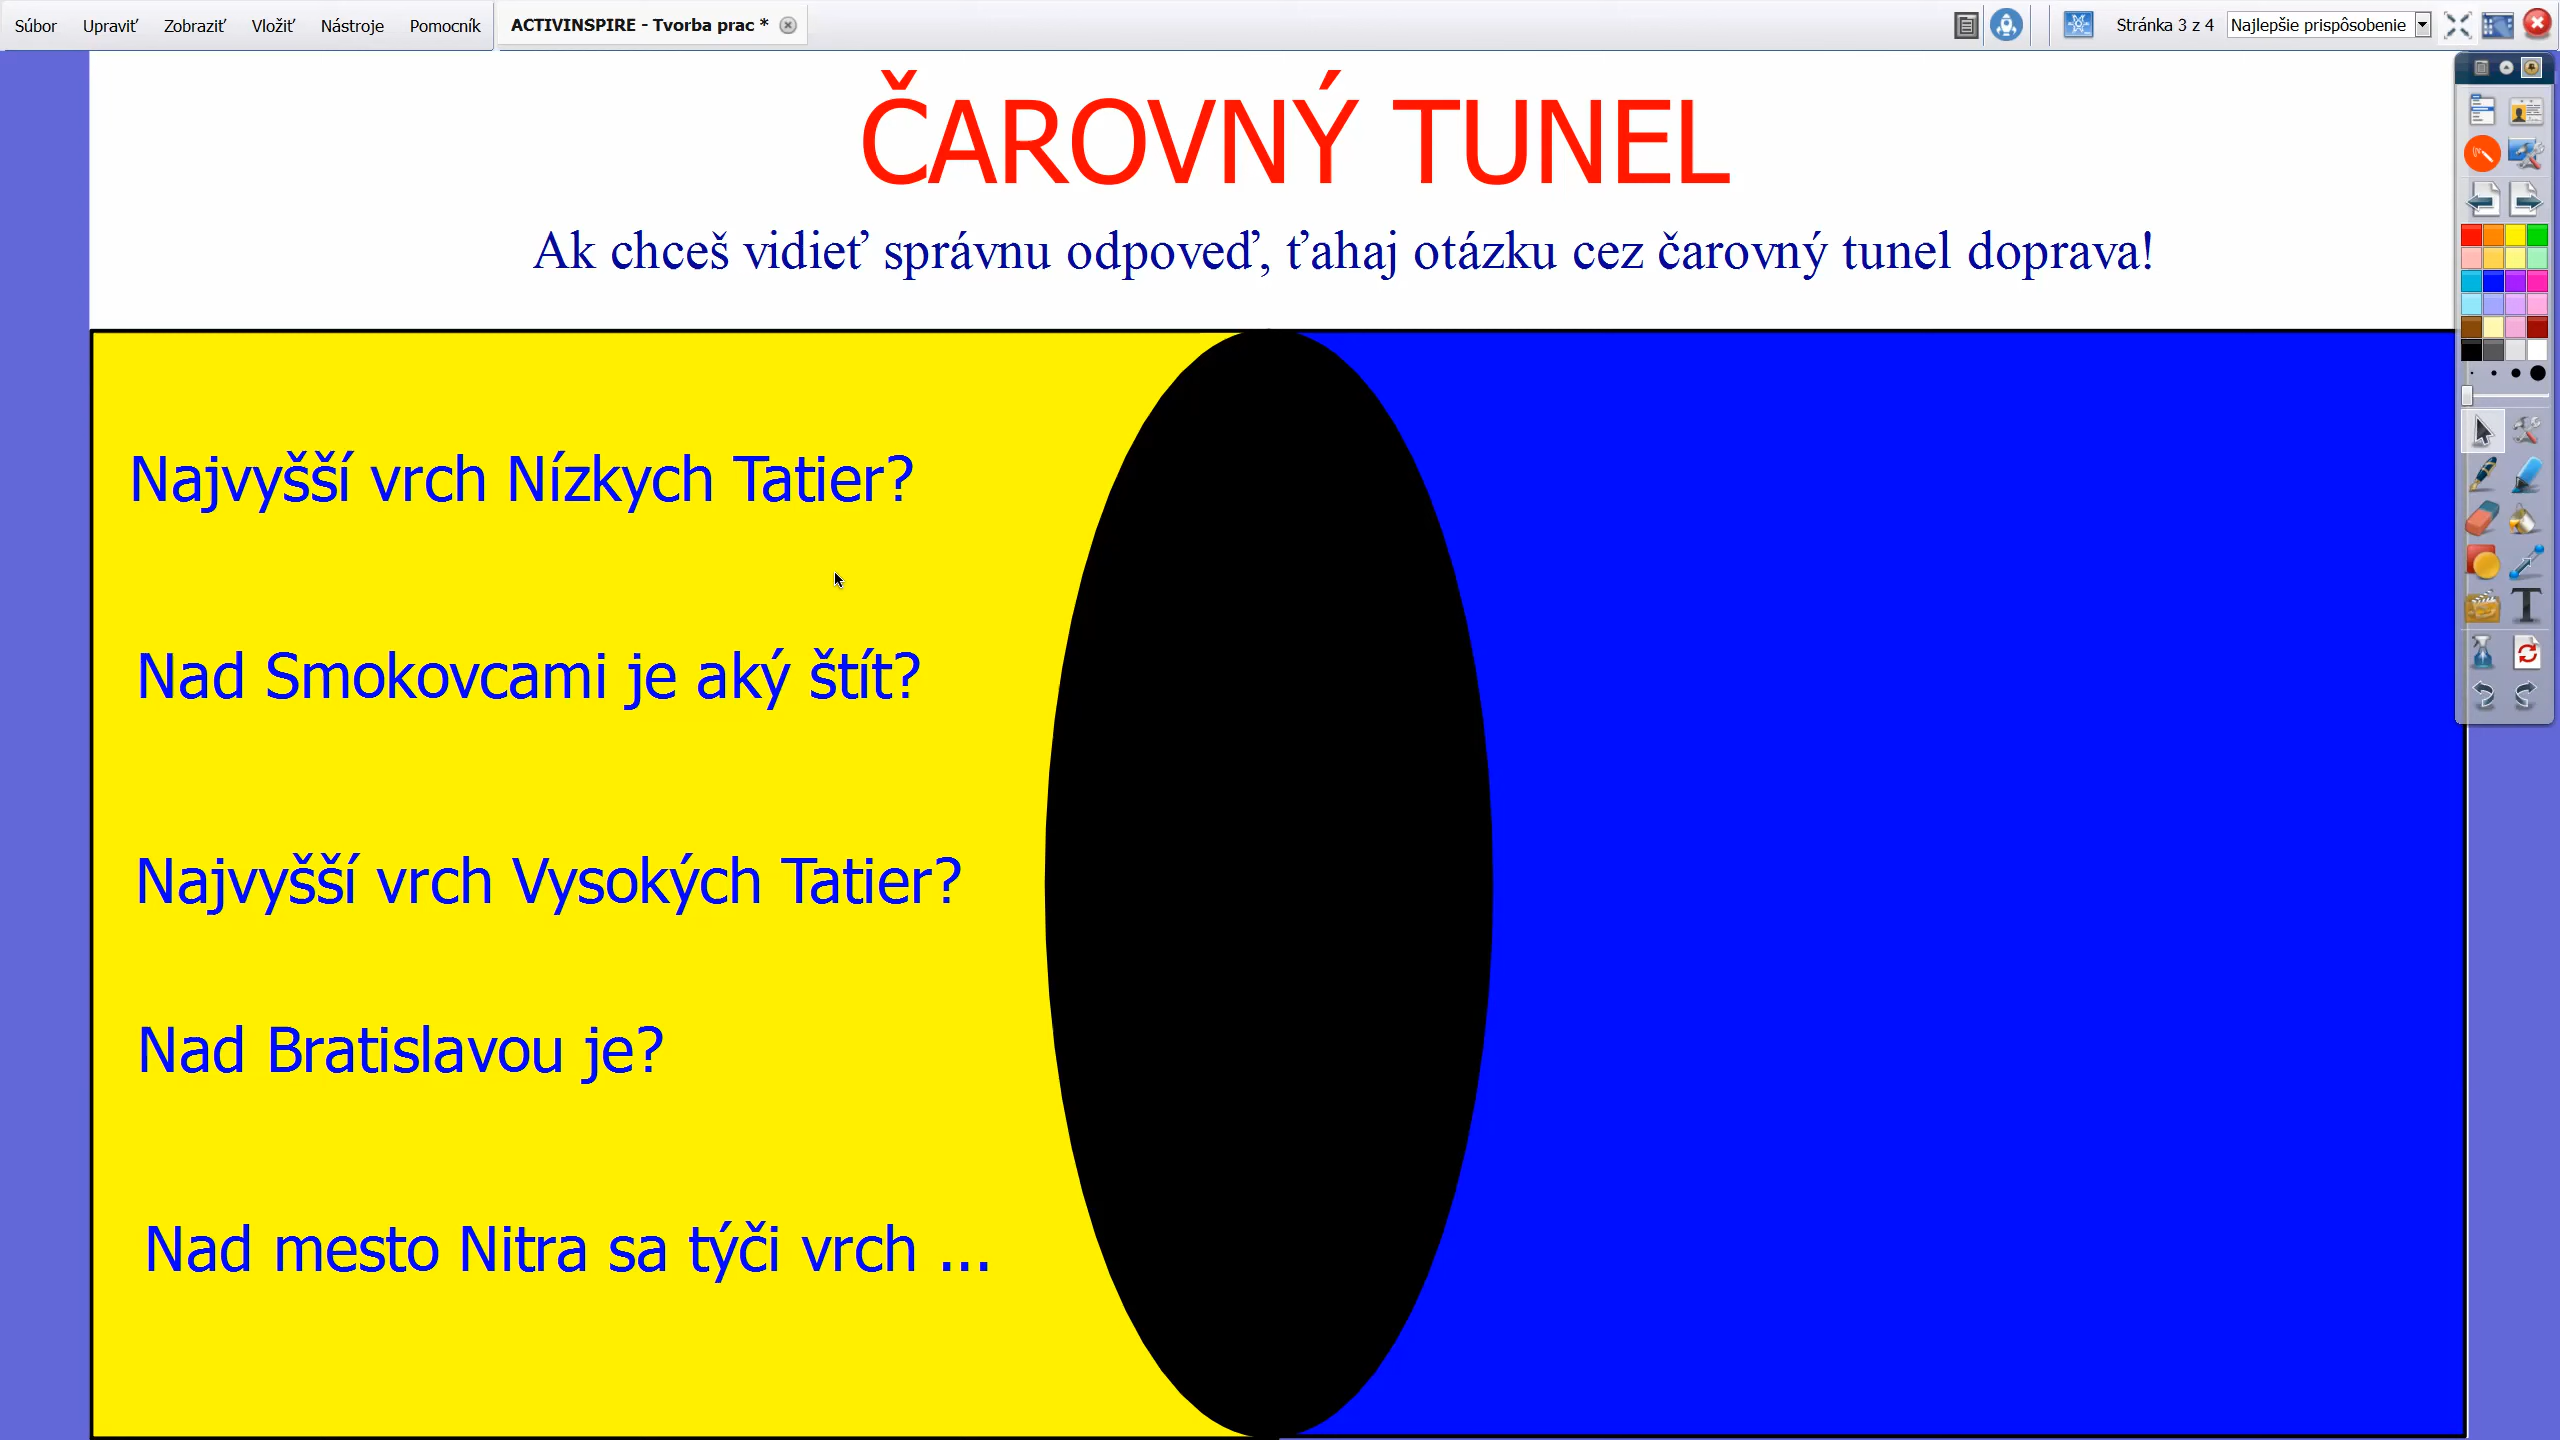 Súbor Upraviť Zobraziť Vložiť Nástroje Pomocník ACTIVINSPIRE - Tvorba prac * Stránka 3 z 4 Najlepšie prispôsobenie
ČAROVNÝ TUNEL
Ak chceš vidieť správnu odpoveď, ťahaj otázku cez čarovný tunel doprava!
Najvyšší vrch Nízkych Tatier?
Nad Smokovcami je aký štít?
Najvyšší vrch Vysokých Tatier?
Nad Bratislavou je?
Nad mesto Nitra sa týči vrch ...